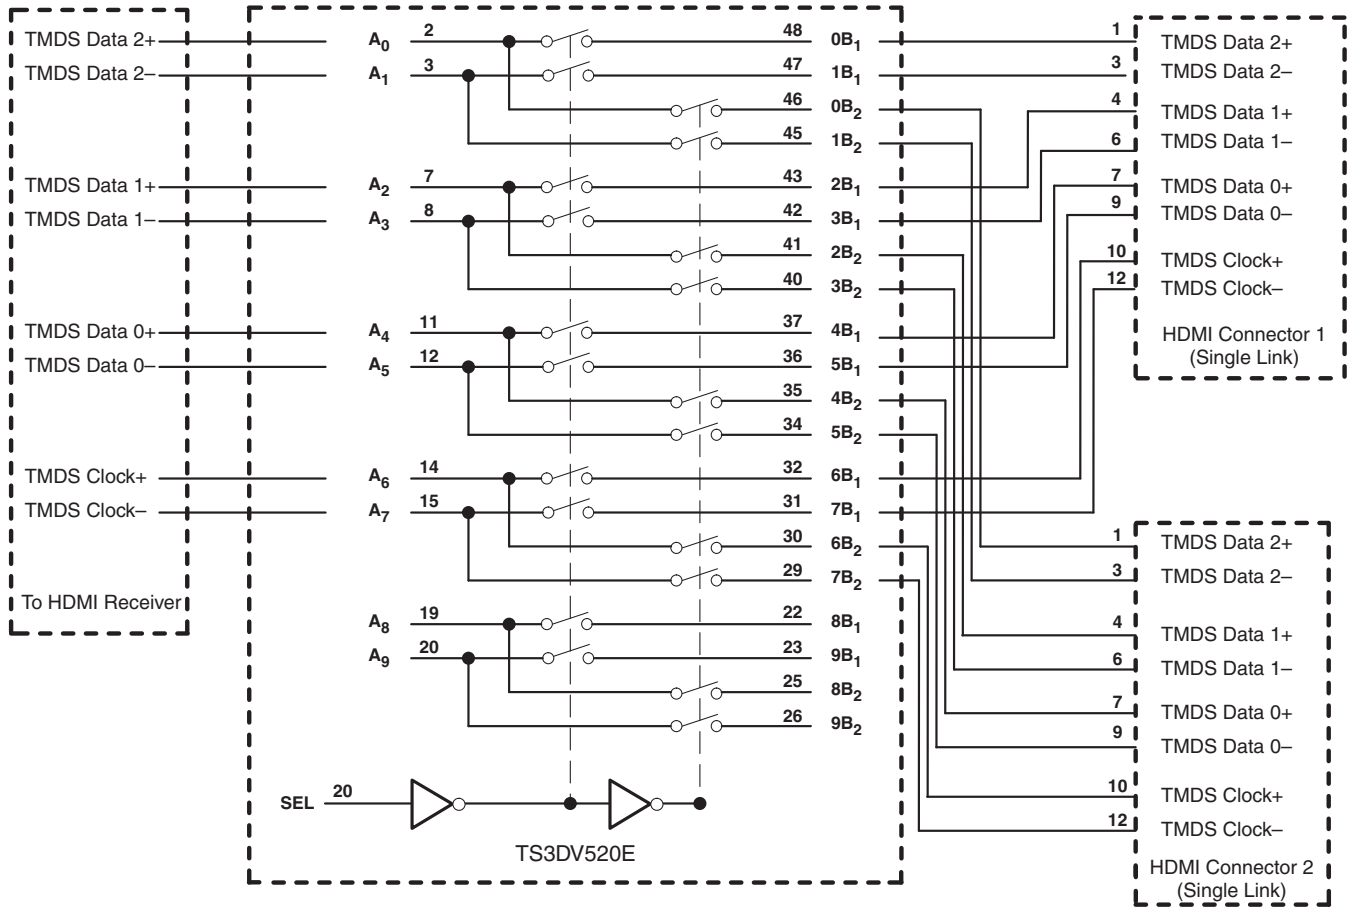 TMDS Data 2+ A0 2 48 0B1 1 TMDS Data 2+
TMDS Data 2– A1 3 47 1B1 3 TMDS Data 2–
46 0B2 4 TMDS Data 1+
45 1B2 6 TMDS Data 1–
TMDS Data 1+ A2 7 43 2B1 7 TMDS Data 0+
TMDS Data 1– A3 8 42 3B1 9 TMDS Data 0–
41 2B2 10 TMDS Clock+
40 3B2 12 TMDS Clock–
TMDS Data 0+ A4 11 37 4B1 HDMI Connector 1
TMDS Data 0– A5 12 36 5B1 (Single Link)
35 4B2
34 5B2
TMDS Clock+ A6 14 32 6B1
TMDS Clock– A7 15 31 7B1
30 6B2 1 TMDS Data 2+
29 7B2 3 TMDS Data 2–
To HDMI Receiver
A8 19 22 8B1 4 TMDS Data 1+
A9 20 23 9B1 6 TMDS Data 1–
25 8B2 7 TMDS Data 0+
26 9B2 9 TMDS Data 0–
SEL 20 10 TMDS Clock+
12 TMDS Clock–
TS3DV520E
HDMI Connector 2
(Single Link)